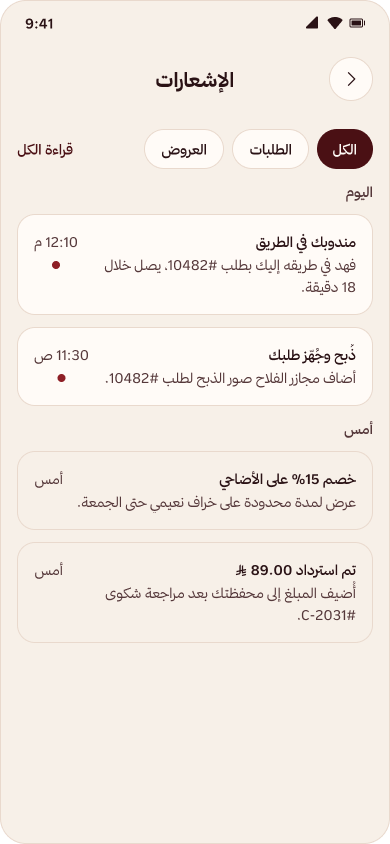 9:41
الإشعارات
الكل
الطلبات
العروض
قراءة الكل
اليوم
مندوبك في الطريق
12:10 م
فهد في طريقه إليك بطلب #10482، يصل خلال
18 دقيقة.
ذُبح وجُهّز طلبك
11:30 ص
أضاف مجازر الفلاح صور الذبح لطلب #10482.
أمس
خصم 15% على الأضاحي
أمس
عرض لمدة محدودة على خراف نعيمي حتى الجمعة.
تم استرداد 89.00 ⃁
أمس
أُضيف المبلغ إلى محفظتك بعد مراجعة شكوى
#C-2031.